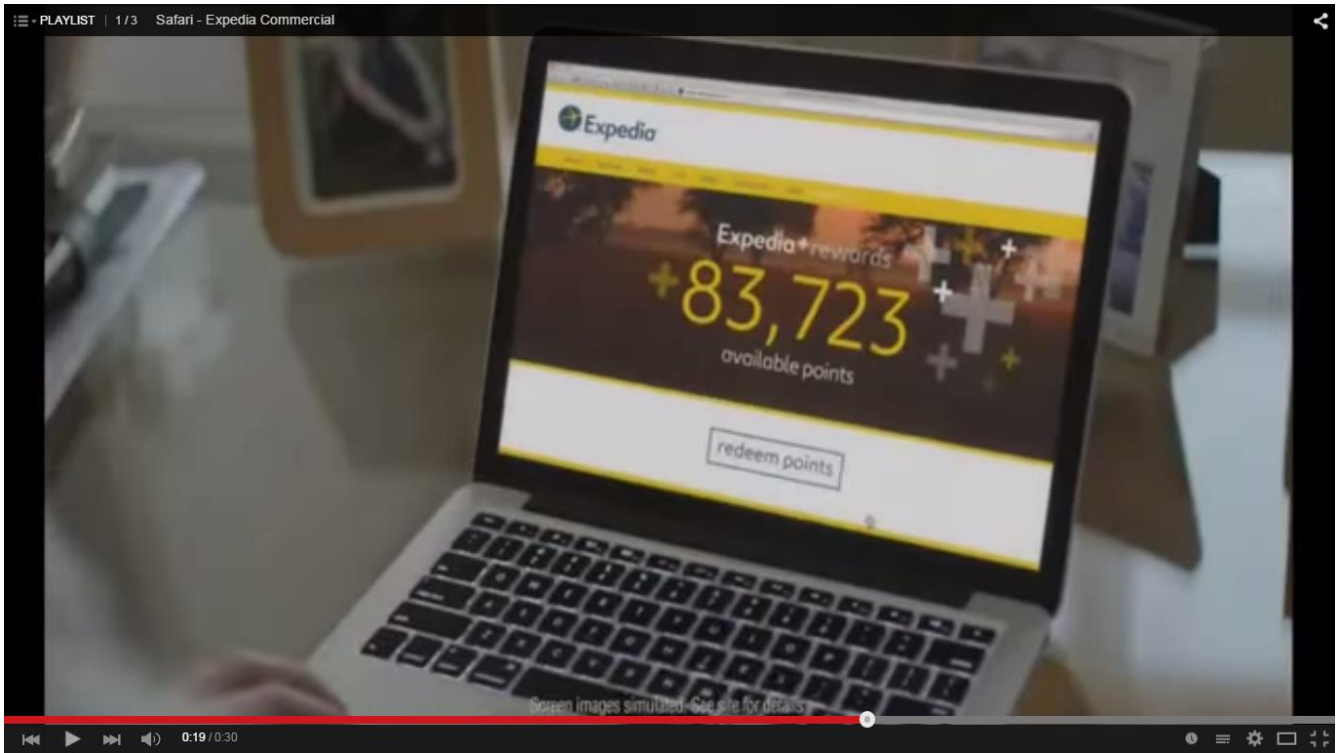 PLAYLIST | 1/3 Safari - Expedia Commercial
Expedia
Expedia+ rewards
+83,723
available points
redeem points
Screen images simulated. See site for details.
0:19 / 0:30